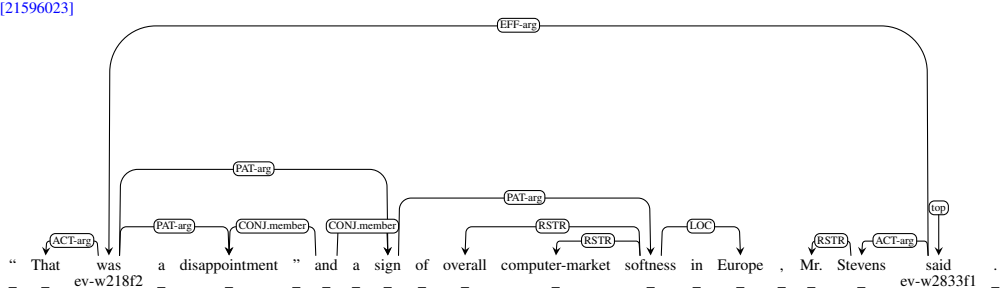 [21596023]
EFF-arg
PAT-arg
PAT-arg
top
ACT-arg PAT-arg CONJ.member CONJ.member RSTR LOC RSTR ACT-arg
RSTR
“ That was a disappointment ” and a sign of overall computer-market softness in Europe , Mr. Stevens said .
_ _ ev-w218f2 _ _ _ _ _ _ _ _ _ _ _ _ _ _ _ ev-w2833f1 _